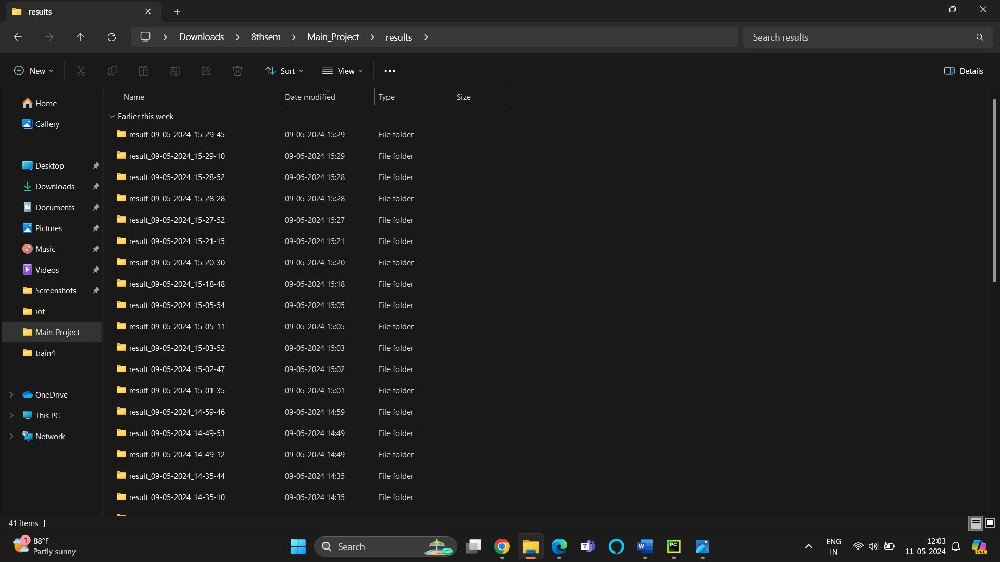 results
Downloads
8thsem
Main_Project
results
Search results
New
Sort
View
Details
Name Date modified Type Size
Home
Gallery
Desktop
Downloads
Documents
Pictures
Music
Videos
Screenshots
iot
Main_Project
train4
OneDrive
This PC
Network
Earlier this week
result_09-05-2024_15-29-45 09-05-2024 15:29 File folder
result_09-05-2024_15-29-10 09-05-2024 15:29 File folder
result_09-05-2024_15-28-52 09-05-2024 15:28 File folder
result_09-05-2024_15-28-28 09-05-2024 15:28 File folder
result_09-05-2024_15-27-52 09-05-2024 15:27 File folder
result_09-05-2024_15-21-15 09-05-2024 15:21 File folder
result_09-05-2024_15-20-30 09-05-2024 15:20 File folder
result_09-05-2024_15-18-48 09-05-2024 15:18 File folder
result_09-05-2024_15-05-54 09-05-2024 15:05 File folder
result_09-05-2024_15-05-11 09-05-2024 15:05 File folder
result_09-05-2024_15-03-52 09-05-2024 15:03 File folder
result_09-05-2024_15-02-47 09-05-2024 15:02 File folder
result_09-05-2024_15-01-35 09-05-2024 15:01 File folder
result_09-05-2024_14-59-46 09-05-2024 14:59 File folder
result_09-05-2024_14-49-53 09-05-2024 14:49 File folder
result_09-05-2024_14-49-12 09-05-2024 14:49 File folder
result_09-05-2024_14-35-44 09-05-2024 14:35 File folder
result_09-05-2024_14-35-10 09-05-2024 14:35 File folder
41 items
1
88°F
Partly sunny
Search
W
PC
ENG
IN
12:03
11-05-2024
PRE